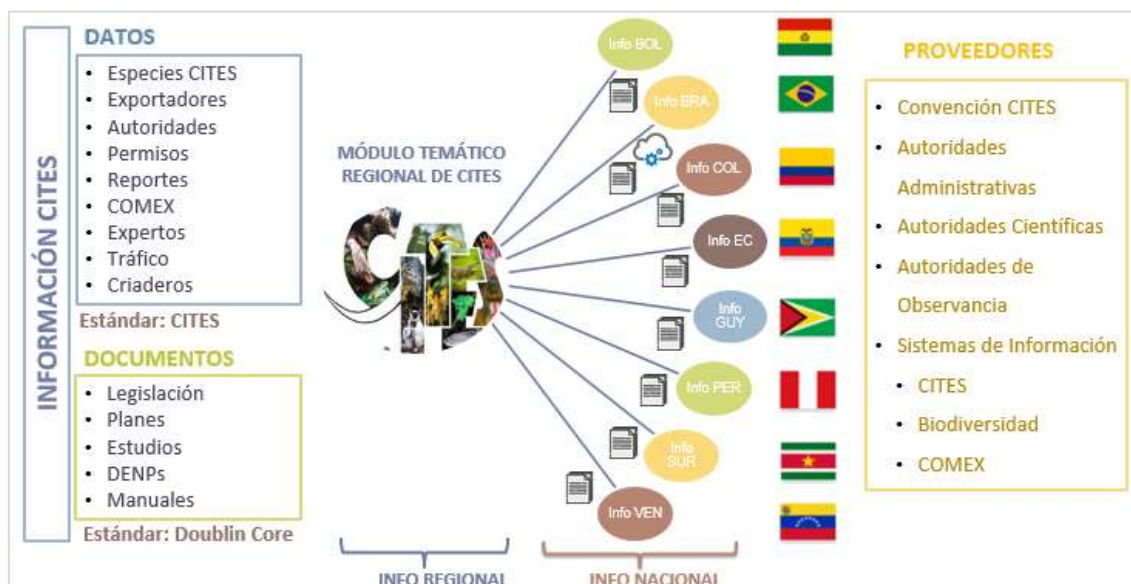 INFORMACIÓN CITES
DATOS
• Especies CITES
• Exportadores
• Autoridades
• Permisos
• Reportes
• COMEX
• Expertos
• Tráfico
• Criaderos
Estándar: CITES
DOCUMENTOS
• Legislación
• Planes
• Estudios
• DENPs
• Manuales
Estándar: Doublin Core
MÓDULO TEMÁTICO
REGIONAL DE CITES
CITES
Info BOL
Info BRA
Info COL
Info EC
Info
GUY
Info PER
Info
SUR
Info VEN
INFO REGIONAL
INFO NACIONAL
PROVEEDORES
• Convención CITES
• Autoridades
Administrativas
• Autoridades Científicas
• Autoridades de
Observancia
• Sistemas de Información
• CITES
• Biodiversidad
• COMEX